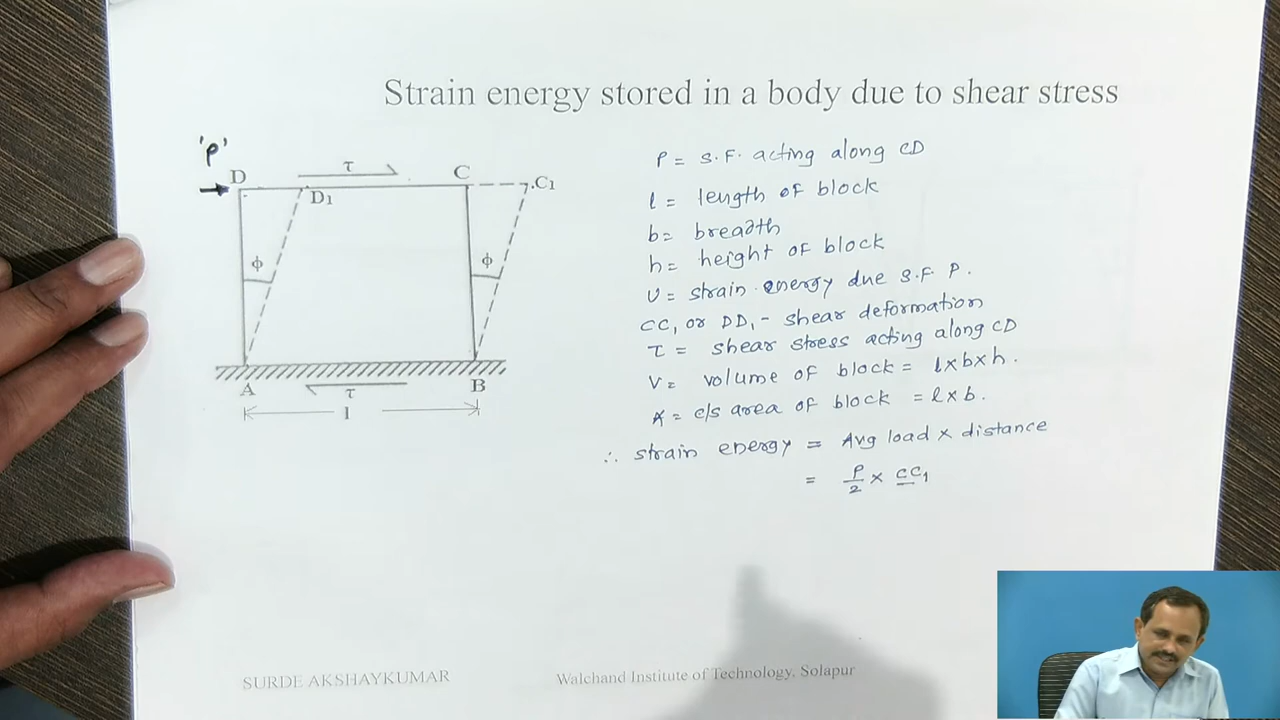 Strain energy stored in a body due to shear stress
'P'
D τ C C1
D1
ϕ ϕ
A τ B
l
P = S.F. acting along CD
l = length of block
b = breadth
h = height of block
U = strain energy due S.F. P.
CC1 or DD1 - shear deformation
τ = shear stress acting along CD
V = volume of block = l×b×h.
A = c/s area of block = l×b.
∴ strain energy = Avg load × distance
= P/2 × CC1
SURDE AKSHAYKUMAR Walchand Institute of Technology, Solapur